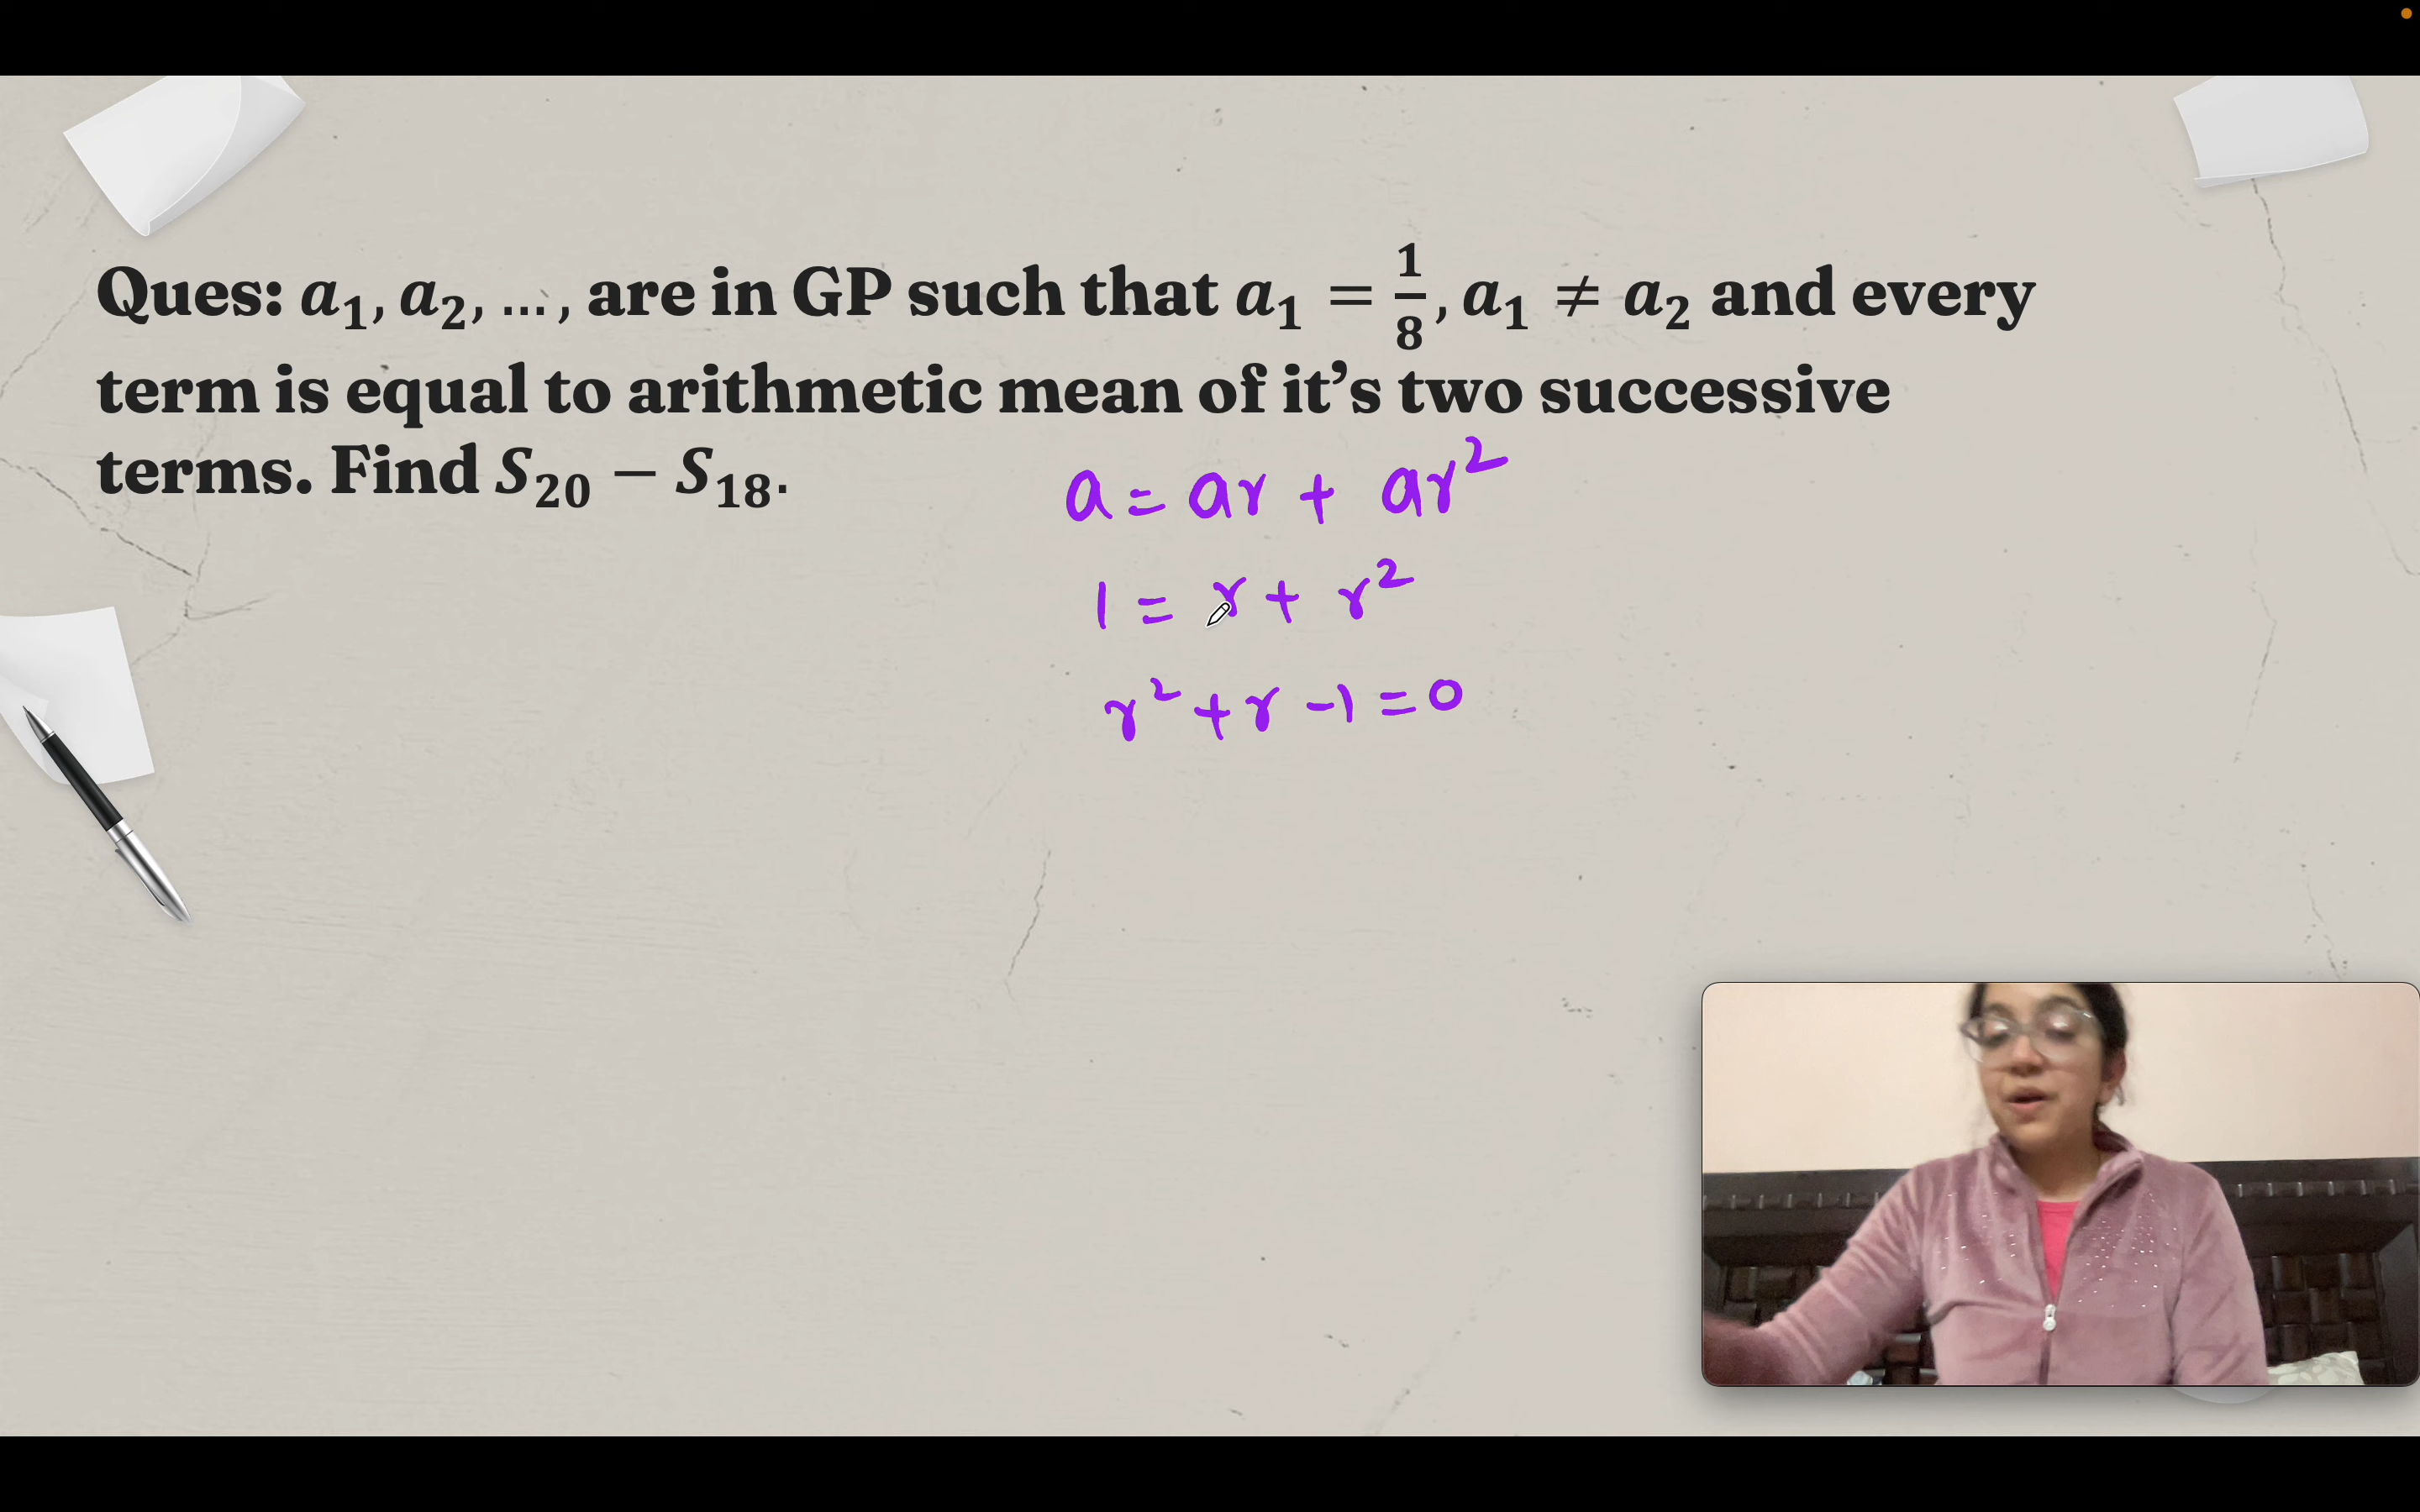 Ques: a₁, a₂, ..., are in GP such that a₁ = 1/8, a₁ ≠ a₂ and every
term is equal to arithmetic mean of it’s two successive
terms. Find S₂₀ − S₁₈.
a = ar + ar²
1 = r + r²
r² + r - 1 = 0